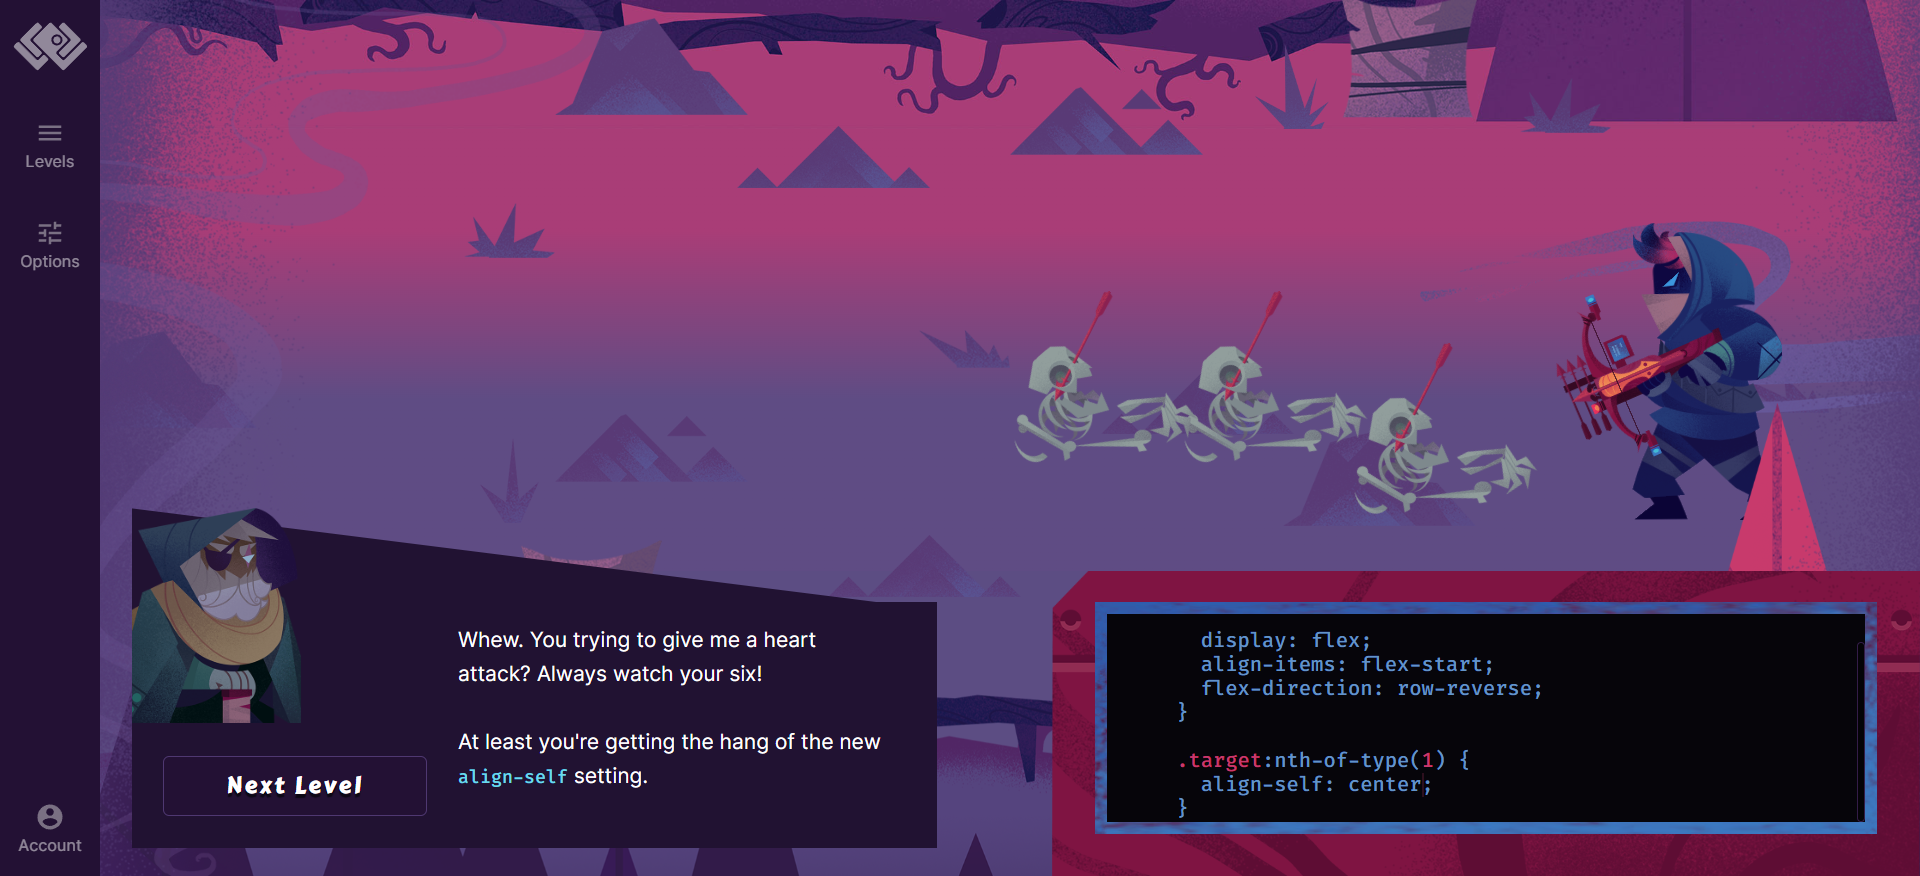 Levels
Options
Account
Whew. You trying to give me a heart
attack? Always watch your six!
At least you're getting the hang of the new
align-self setting.
Next Level
display: flex;
align-items: flex-start;
flex-direction: row-reverse;
}
.target:nth-of-type(1) {
align-self: center;
}